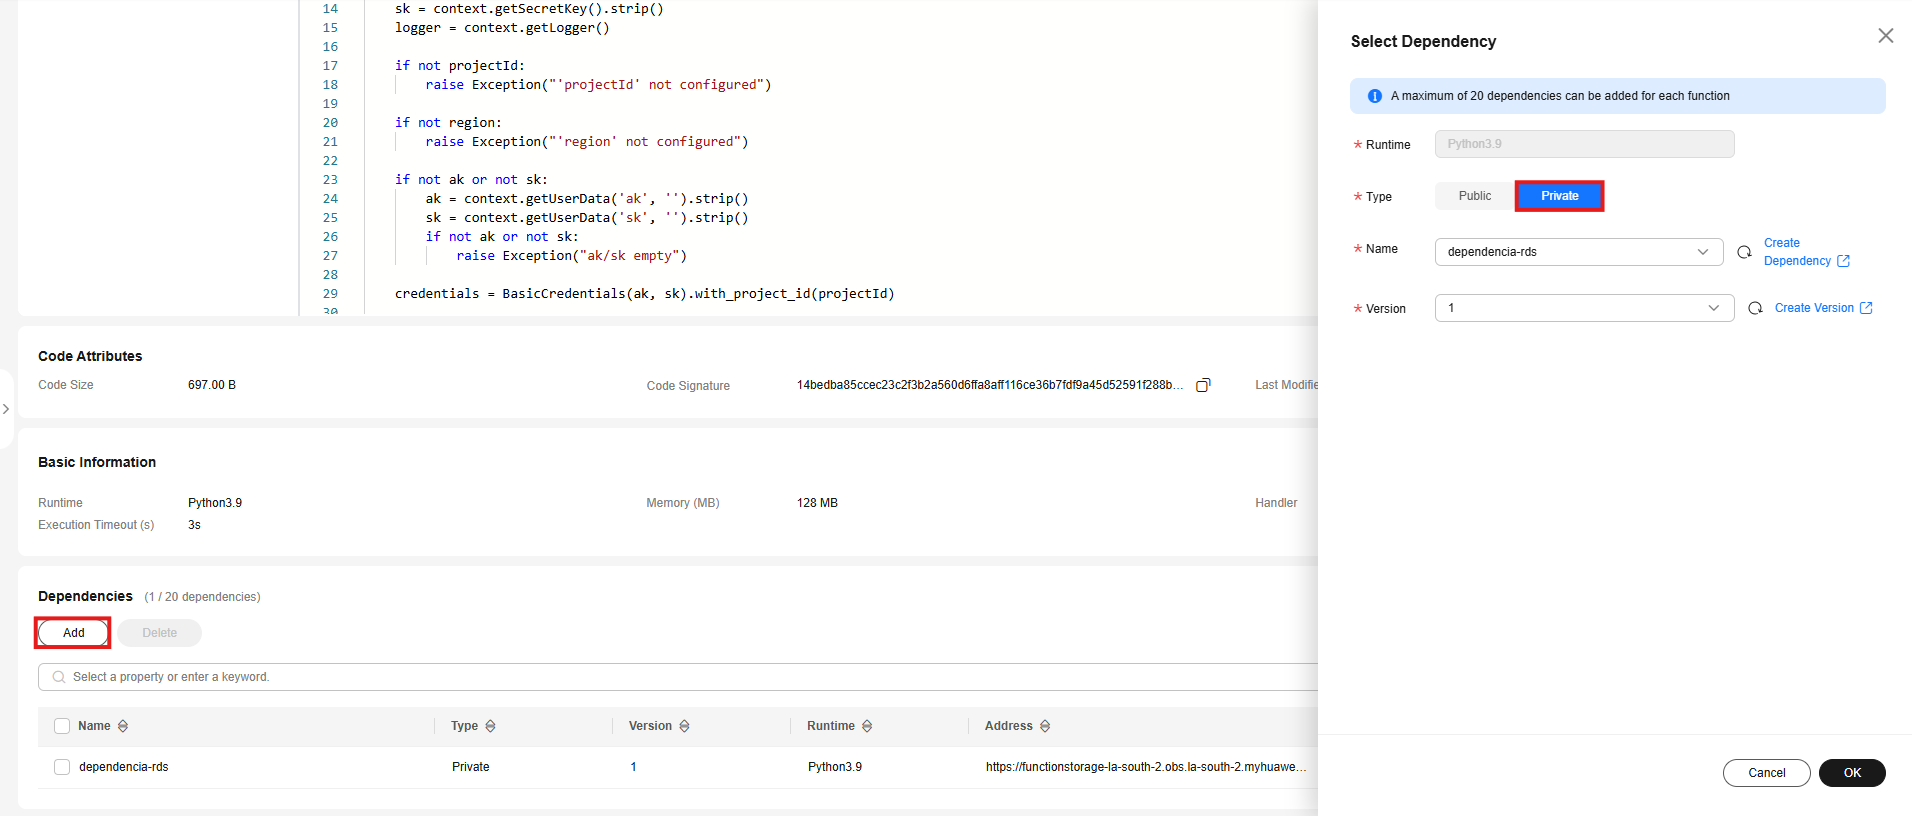 14 sk = context.getSecretKey().strip()
15 logger = context.getLogger()
16
17 if not projectId:
18 raise Exception("'projectId' not configured")
19
20 if not region:
21 raise Exception("'region' not configured")
22
23 if not ak or not sk:
24 ak = context.getUserData('ak', '').strip()
25 sk = context.getUserData('sk', '').strip()
26 if not ak or not sk:
27 raise Exception("ak/sk empty")
28
29 credentials = BasicCredentials(ak, sk).with_project_id(projectId)
30
Code Attributes
Code Size 697.00 B Code Signature 14bedba85ccec23c2f3b2a560d6ffa8aff116ce36b7fdf9a45d52591f288b... Last Modifie
Basic Information
Runtime Python3.9 Memory (MB) 128 MB Handler
Execution Timeout (s) 3s
Dependencies (1 / 20 dependencies)
Add Delete
Select a property or enter a keyword.
Name Type Version Runtime Address
dependencia-rds Private 1 Python3.9 https://functionstorage-la-south-2.obs.la-south-2.myhuawe...
Select Dependency
A maximum of 20 dependencies can be added for each function
* Runtime Python3.9
* Type Public Private
* Name dependencia-rds Create
Dependency
* Version 1 Create Version
Cancel OK